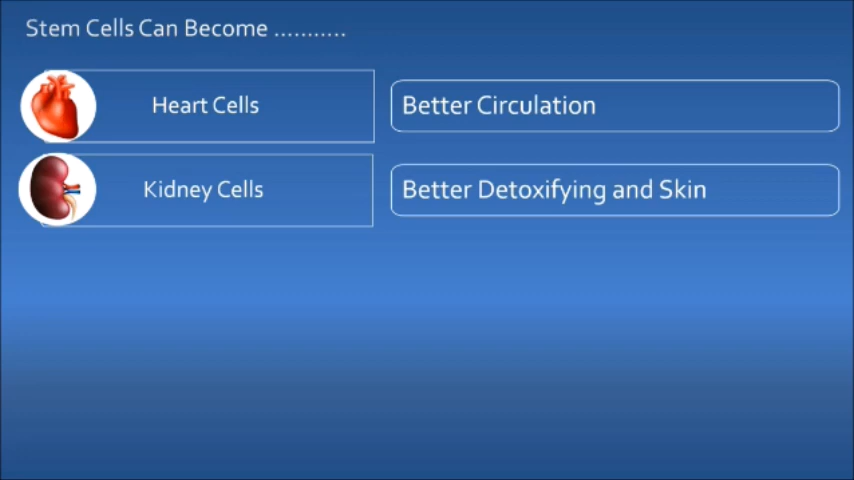 Stem Cells Can Become ...........
Heart Cells
Better Circulation
Kidney Cells
Better Detoxifying and Skin